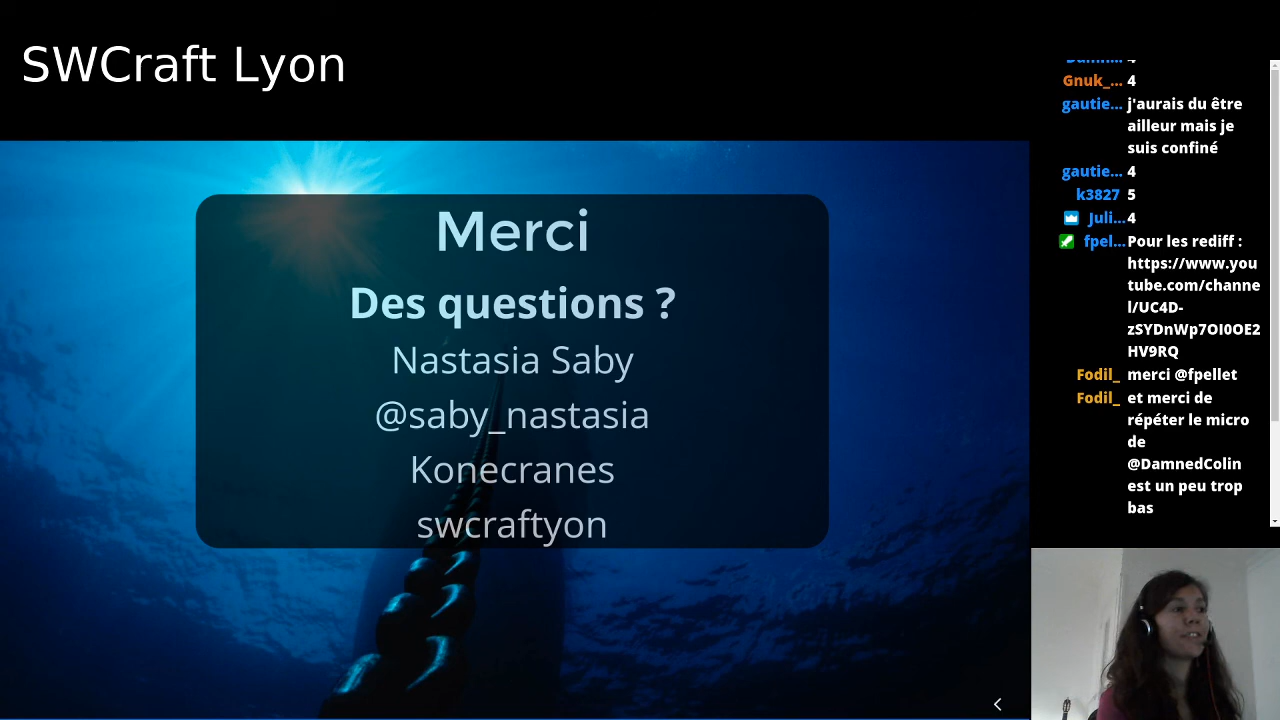 SWCraft Lyon
Merci
Des questions ?
Nastasia Saby
@saby_nastasia
Konecranes
swcraftyon
Gnuk_... 4
gautie... j'aurais du être
ailleur mais je
suis confiné
gautie... 4
k3827 5
Juli... 4
fpel... Pour les rediff :
https://www.you
tube.com/channe
l/UC4D-
zSYDnWp7OI0OE2
HV9RQ
Fodil_ merci @fpellet
Fodil_ et merci de
répéter le micro
de
@DamnedColin
est un peu trop
bas